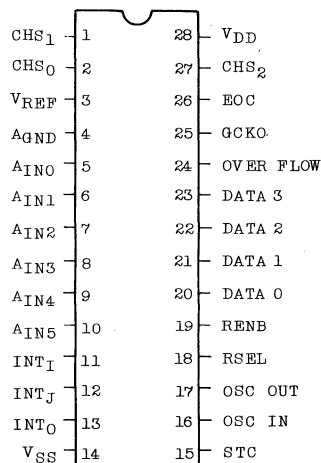 CHS1 1 28 VDD
CHS0 2 27 CHS2
VREF 3 26 EOC
AGND 4 25 GCKO
AIN0 5 24 OVER FLOW
AIN1 6 23 DATA 3
AIN2 7 22 DATA 2
AIN3 8 21 DATA 1
AIN4 9 20 DATA 0
AIN5 10 19 RENB
INTI 11 18 RSEL
INTJ 12 17 OSC OUT
INTO 13 16 OSC IN
VSS 14 15 STC